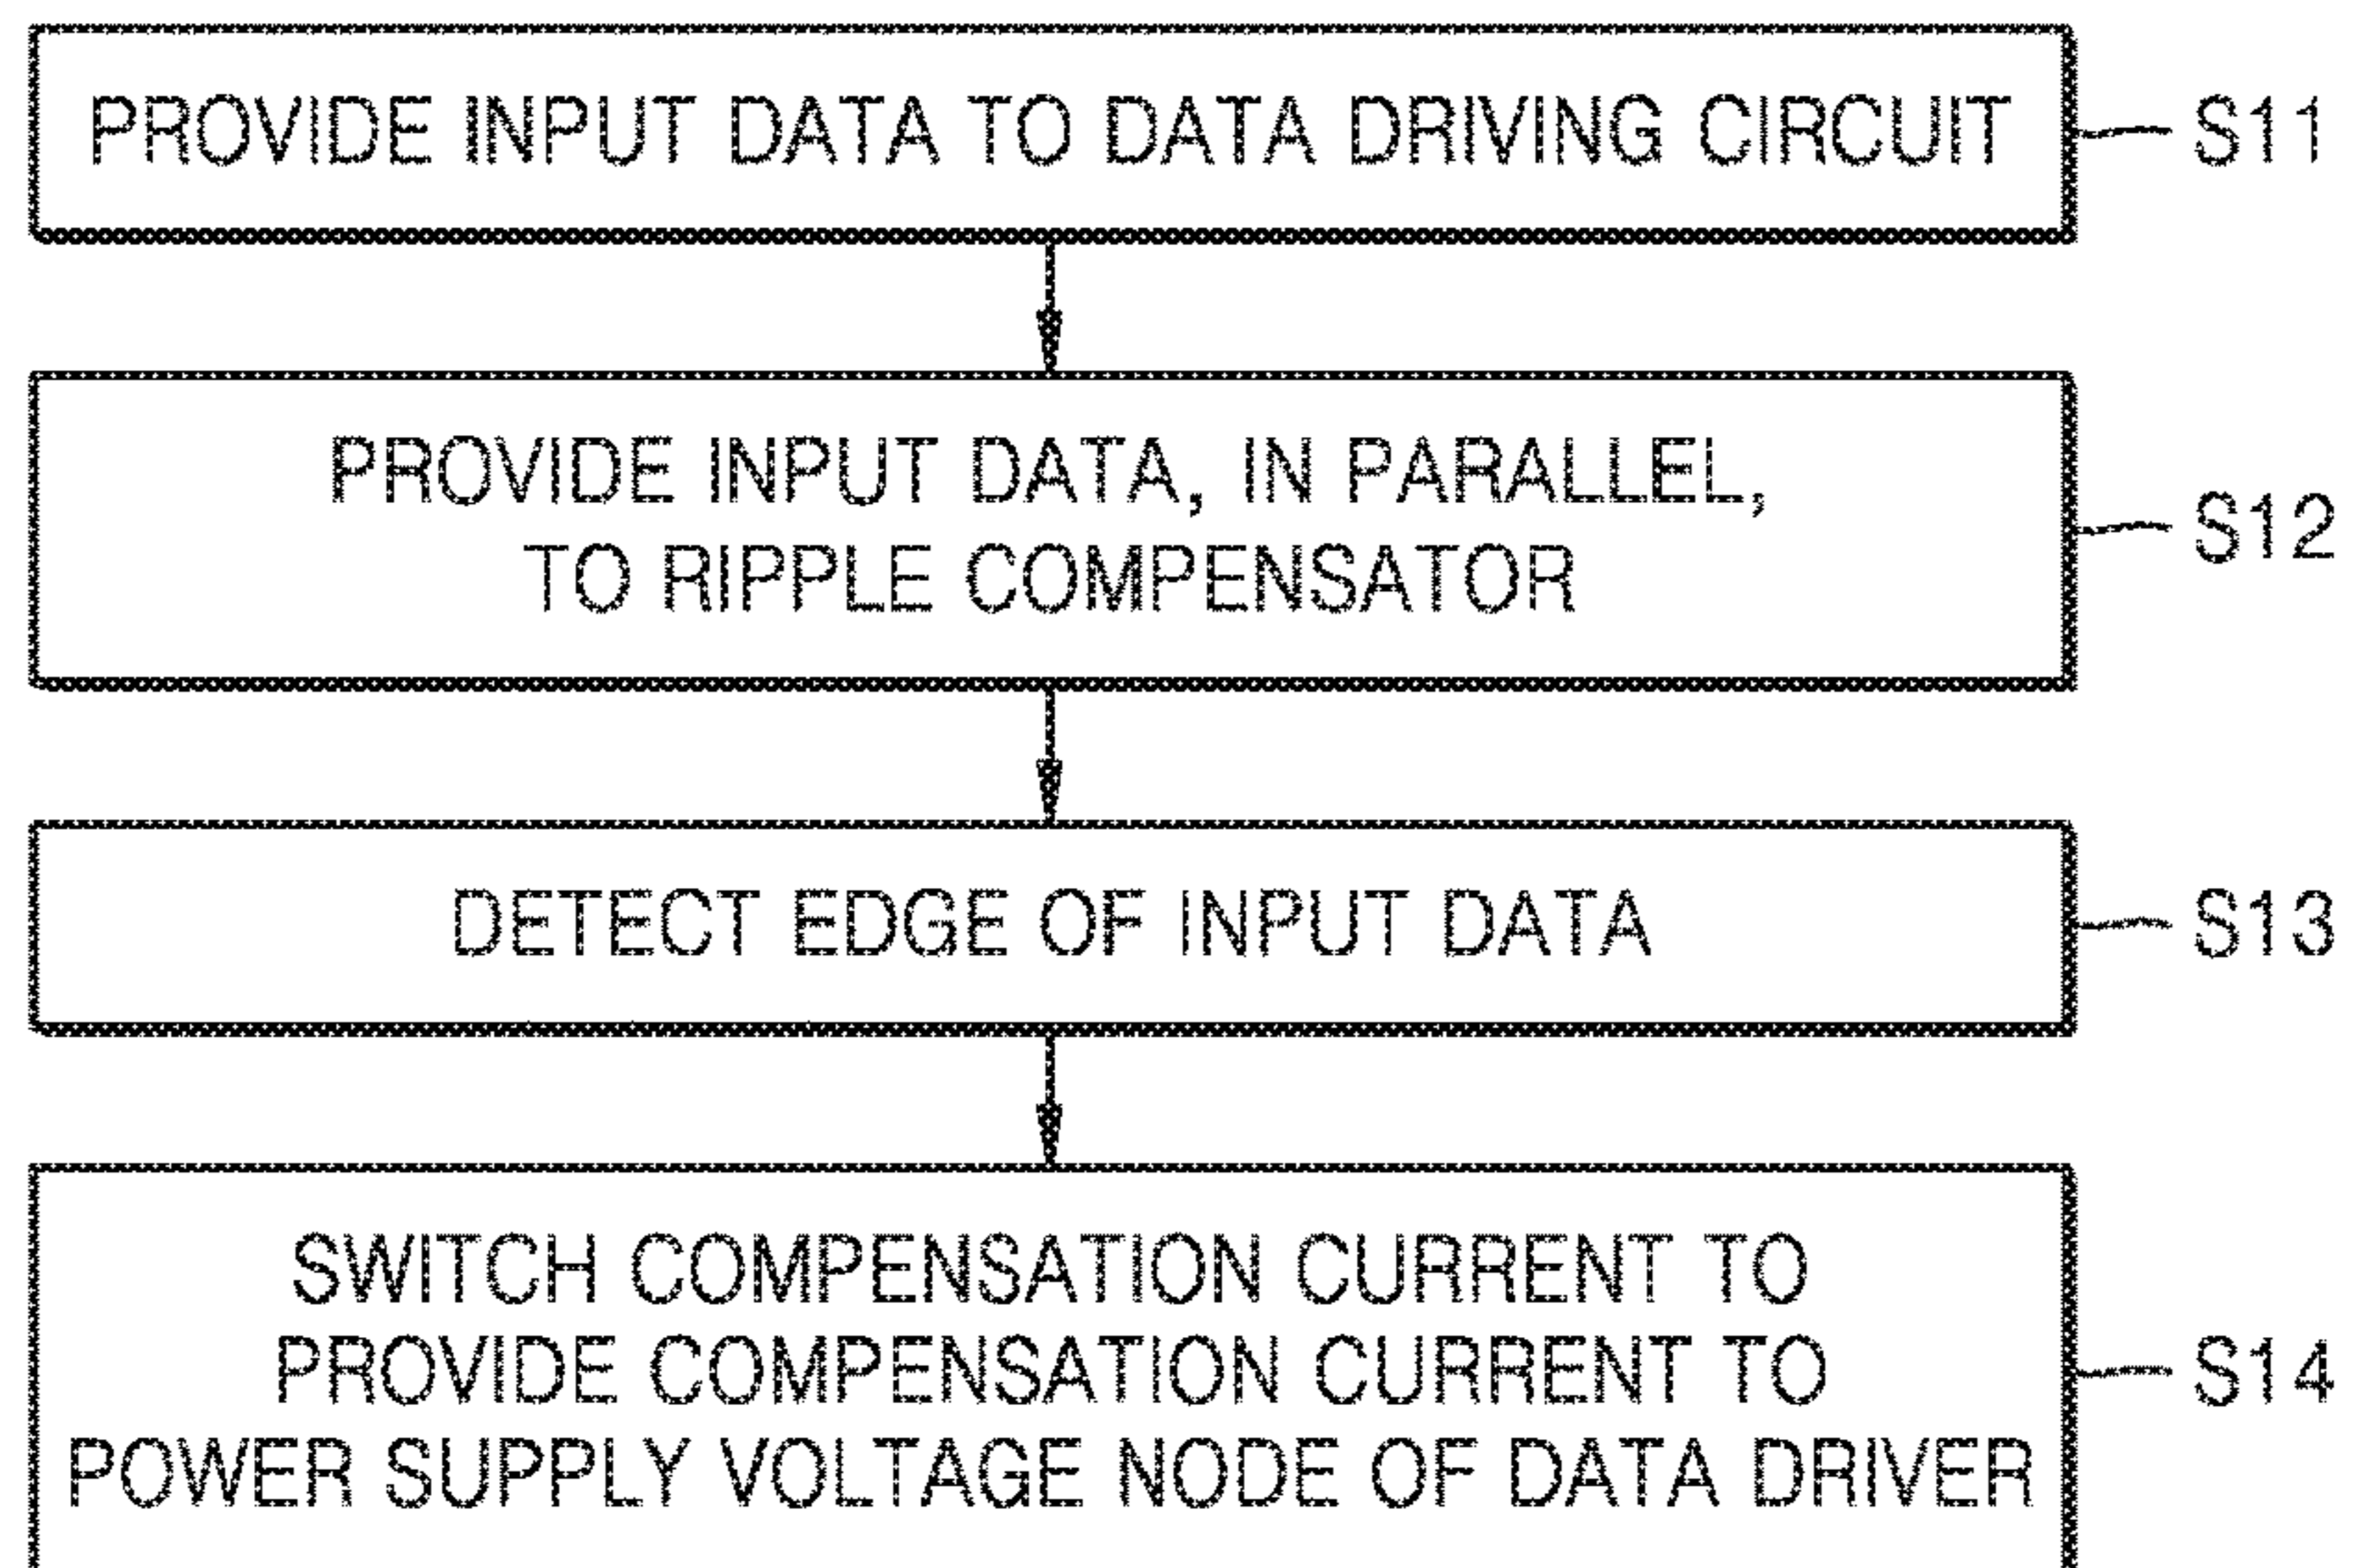 PROVIDE INPUT DATA TO DATA DRIVING CIRCUIT
S11
PROVIDE INPUT DATA, IN PARALLEL,
TO RIPPLE COMPENSATOR
S12
DETECT EDGE OF INPUT DATA
S13
SWITCH COMPENSATION CURRENT TO
PROVIDE COMPENSATION CURRENT TO
POWER SUPPLY VOLTAGE NODE OF DATA DRIVER
S14